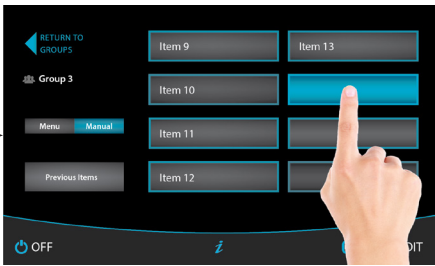 RETURN TO
GROUPS
Group 3
Menu Manual
Previous Items
Item 9
Item 10
Item 11
Item 12
Item 13
OFF
i
DIT